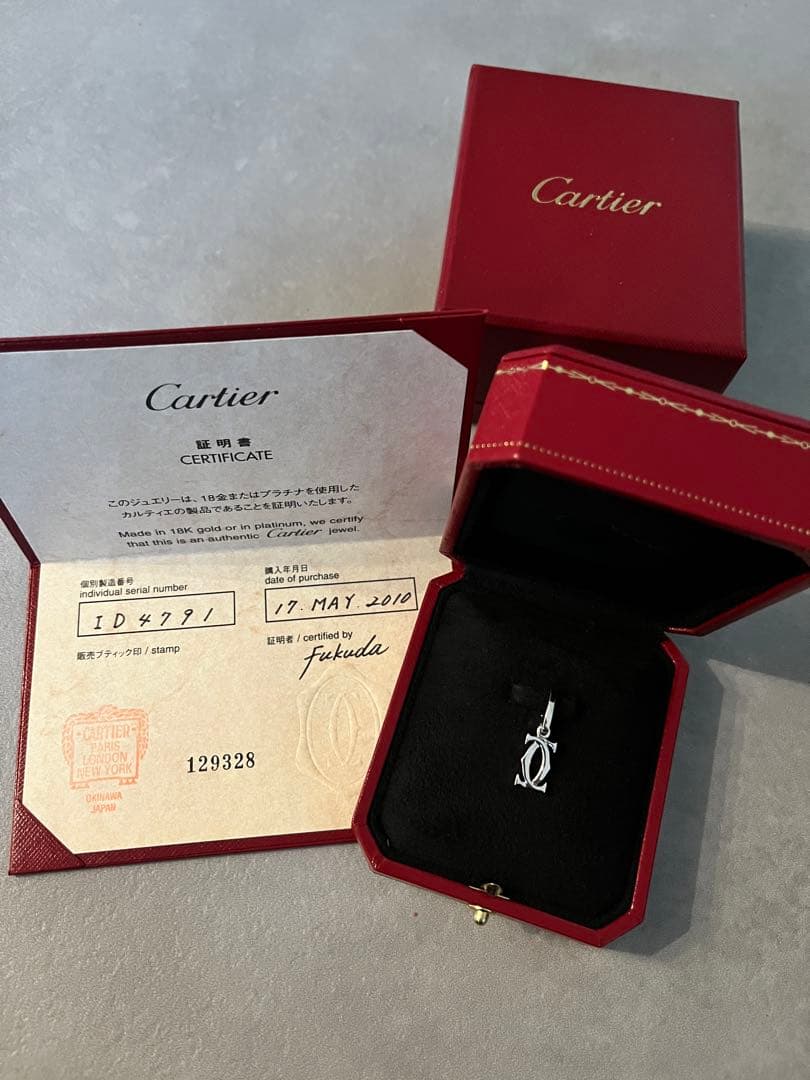 Cartier
Cartier
証明書
CERTIFICATE
このジュエリーは、18金またはプラチナを使用した
カルティエの製品であることを証明いたします。
Made in 18K gold or in platinum, we certify
that this is an authentic Cartier jewel.
個別製造番号
individual serial number
ID4791
購入年月日
date of purchase
17. MAY. 2010
販売ブティック印 / stamp
証明者 / certified by
Fukuda
CARTIER
PARIS
LONDON
NEW YORK
OKINAWA
JAPAN
129328